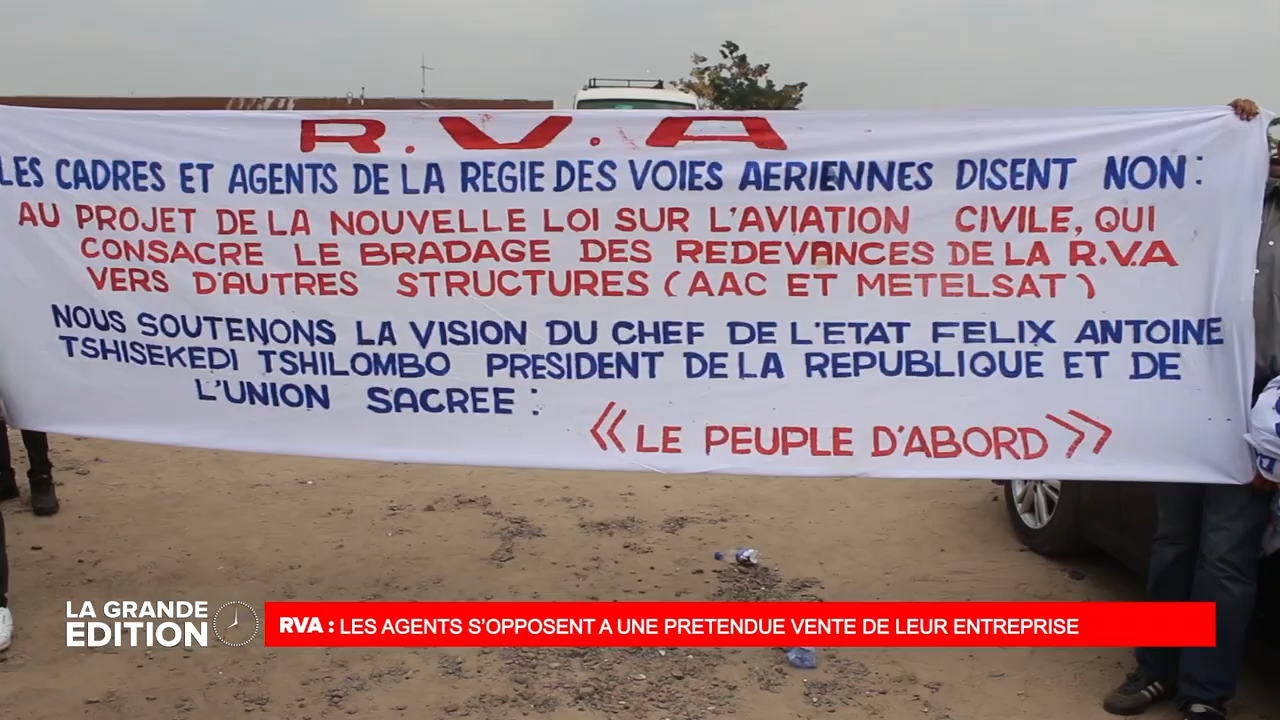 R.V.A
LES CADRES ET AGENTS DE LA REGIE DES VOIES AERIENNES DISENT NON :
AU PROJET DE LA NOUVELLE LOI SUR L'AVIATION CIVILE, QUI
CONSACRE LE BRADAGE DES REDEVANCES DE LA R.V.A
VERS D'AUTRES STRUCTURES (AAC ET METELSAT)
NOUS SOUTENONS LA VISION DU CHEF DE L'ETAT FELIX ANTOINE
TSHISEKEDI TSHILOMBO PRESIDENT DE LA REPUBLIQUE ET DE
L'UNION SACREE :
«LE PEUPLE D'ABORD»
LA GRANDE
EDITION
RVA : LES AGENTS S'OPPOSENT A UNE PRETENDUE VENTE DE LEUR ENTREPRISE